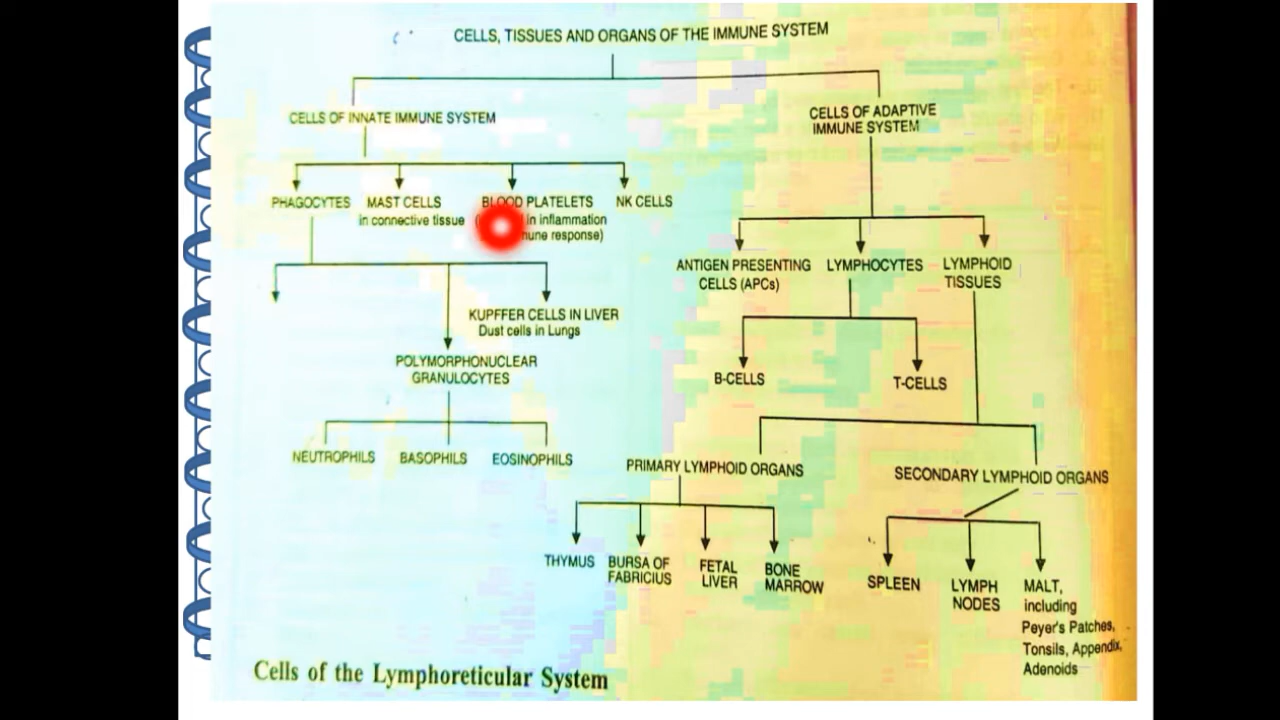 CELLS, TISSUES AND ORGANS OF THE IMMUNE SYSTEM
CELLS OF INNATE IMMUNE SYSTEM
CELLS OF ADAPTIVE
IMMUNE SYSTEM
PHAGOCYTES
MAST CELLS
in connective tissue
BLOOD PLATELETS
in inflammation
response)
NK CELLS
ANTIGEN PRESENTING
CELLS (APCs)
LYMPHOCYTES
LYMPHOID
TISSUES
KUPFFER CELLS IN LIVER
Dust cells in Lungs
POLYMORPHONUCLEAR
GRANULOCYTES
B-CELLS
T-CELLS
NEUTROPHILS
BASOPHILS
EOSINOPHILS
PRIMARY LYMPHOID ORGANS
SECONDARY LYMPHOID ORGANS
THYMUS
BURSA OF
FABRICIUS
FETAL
LIVER
BONE
MARROW
SPLEEN
LYMPH
NODES
MALT,
including
Peyer's Patches,
Tonsils, Appendix,
Adenoids
Cells of the Lymphoreticular System